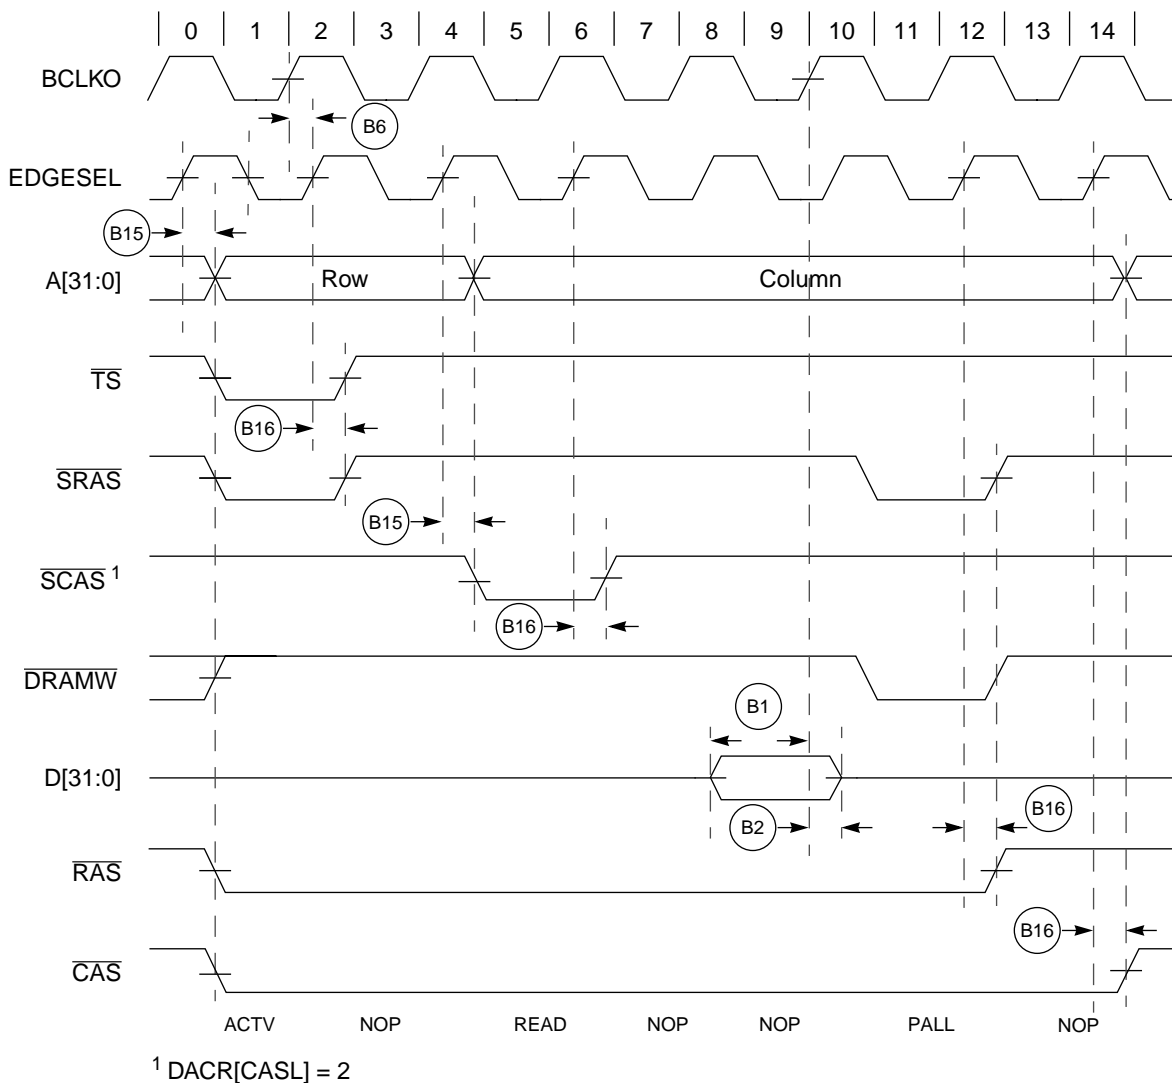 0 1 2 3 4 5 6 7 8 9 10 11 12 13 14
BCLKO
B6
EDGESEL
B15
A[31:0] Row Column
TS
B16
SRAS
B15
SCAS 1
B16
DRAMW
B1
D[31:0]
B2 B16
RAS
B16
CAS
ACTV NOP READ NOP NOP PALL NOP
1 DACR[CASL] = 2